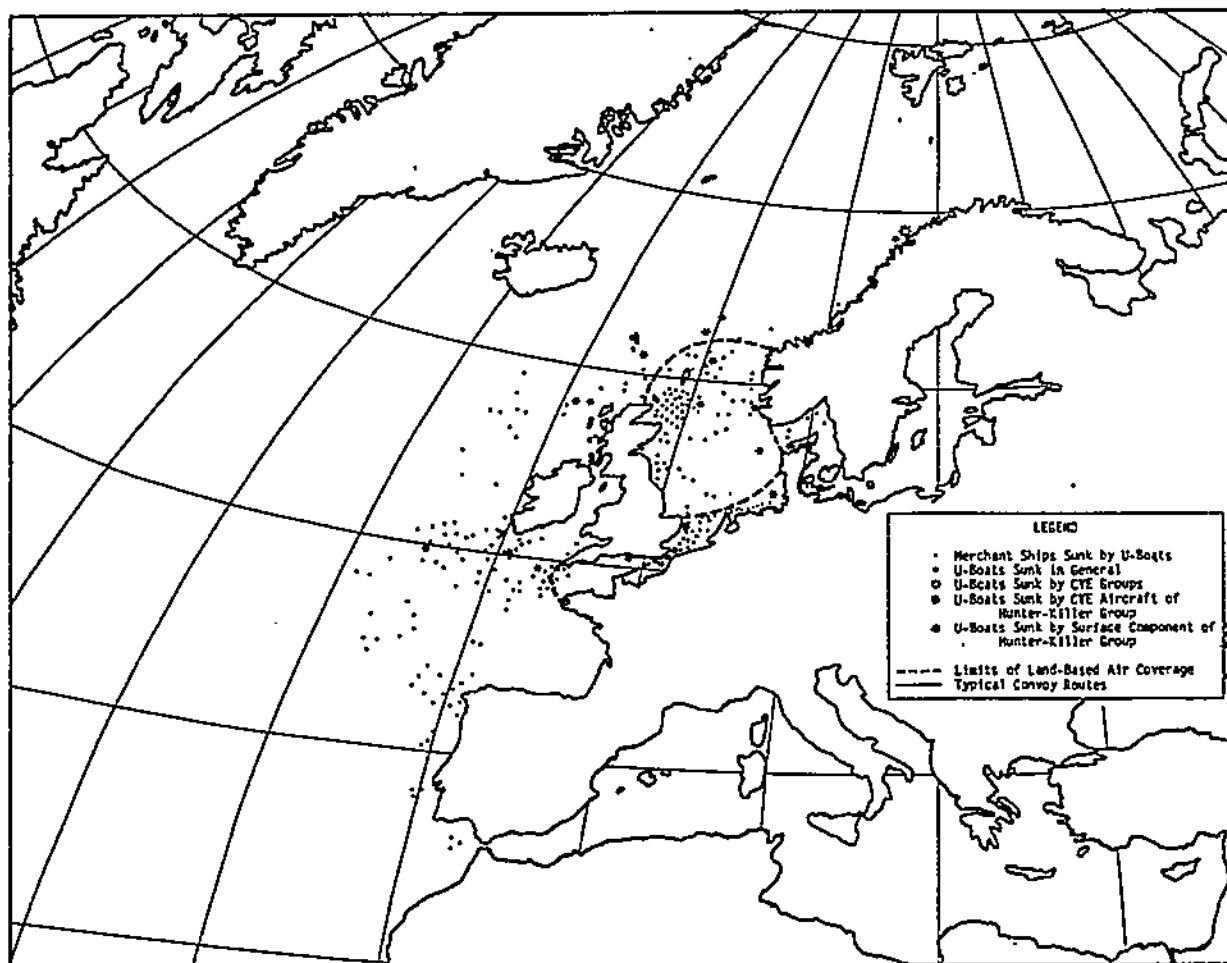 LEGEND
Merchant Ships Sunk by U-Boats
U-Boats Sunk in General
U-Boats Sunk by CVE Groups
U-Boats Sunk by CVE Aircraft of
Hunter-Killer Group
U-Boats Sunk by Surface Component of
Hunter-Killer Group
Limits of Land-Based Air Coverage
Typical Convoy Routes